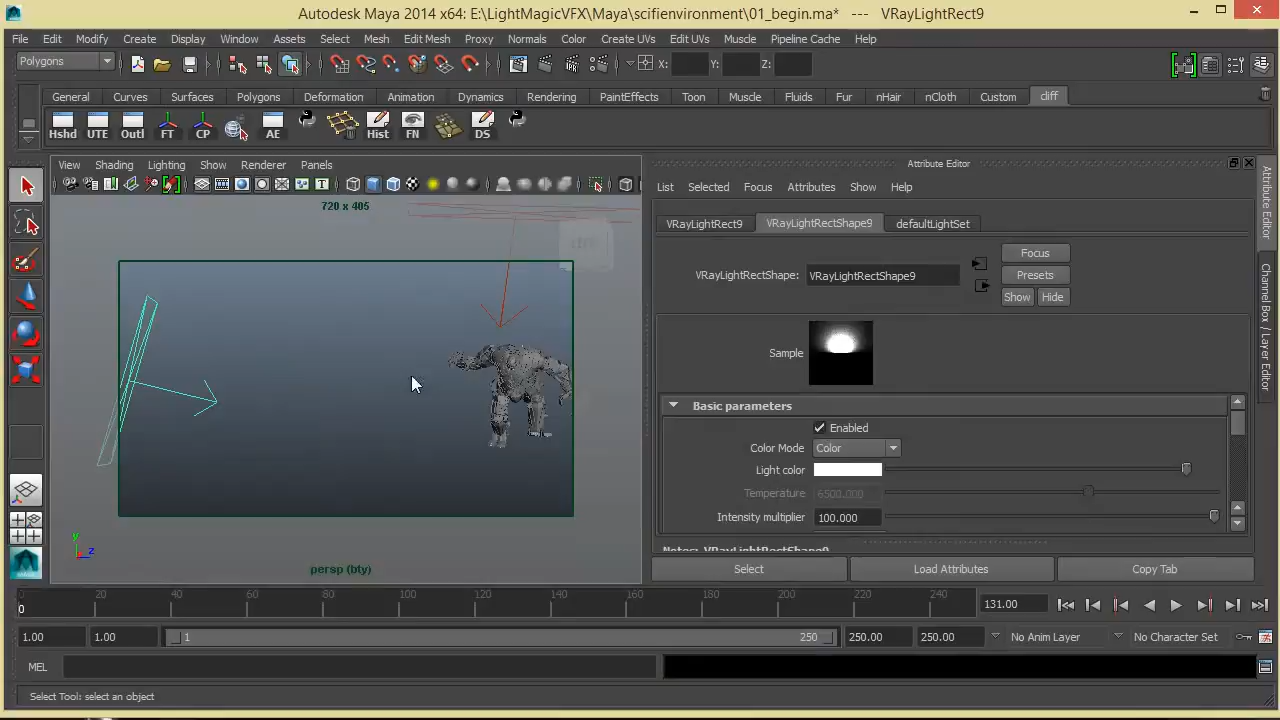 Autodesk Maya 2014 x64: E:\LightMagicVFX\Maya\scifienvironment\01_begin.ma* --- VRayLightRect9
File Edit Modify Create Display Window Assets Select Mesh Edit Mesh Proxy Normals Color Create UVs Edit UVs Muscle Pipeline Cache Help
Polygons X: Y: Z:
General Curves Surfaces Polygons Deformation Animation Dynamics Rendering PaintEffects Toon Muscle Fluids Fur nHair nCloth Custom cliff
Hshd UTE Outl FT CP AE Hist FN DS
View Shading Lighting Show Renderer Panels
Attribute Editor
List Selected Focus Attributes Show Help
720 x 405
VRayLightRect9 VRayLightRectShape9 defaultLightSet
VRayLightRectShape: VRayLightRectShape9
Focus
Presets
Show Hide
Sample
Basic parameters
Enabled
Color Mode Color
Light color
Temperature 6500.000
Intensity multiplier 100.000
Notes: VRayLightRectShape9
Select Load Attributes Copy Tab
y
z
persp (bty)
Attribute Editor
Channel Box / Layer Editor
0 20 40 60 80 100 120 140 160 180 200 220 240
0
131.00
1.00 1.00 1 250 250.00 250.00 No Anim Layer No Character Set
MEL
Select Tool: select an object